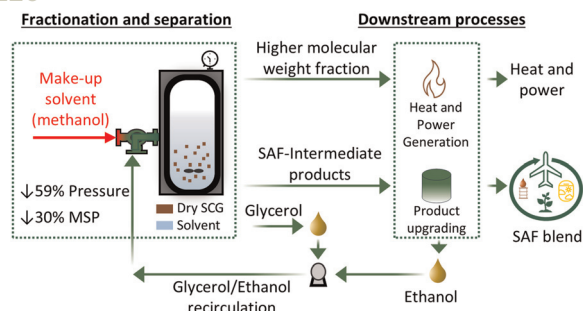 Fractionation and separation
Downstream processes
Make-up
solvent
(methanol)
↓59% Pressure
↓30% MSP
Dry SCG
Solvent
Higher molecular
weight fraction
SAF-Intermediate
products
Glycerol
Heat and
Power
Generation
Product
upgrading
Heat and
power
SAF blend
Glycerol/Ethanol
recirculation
Ethanol